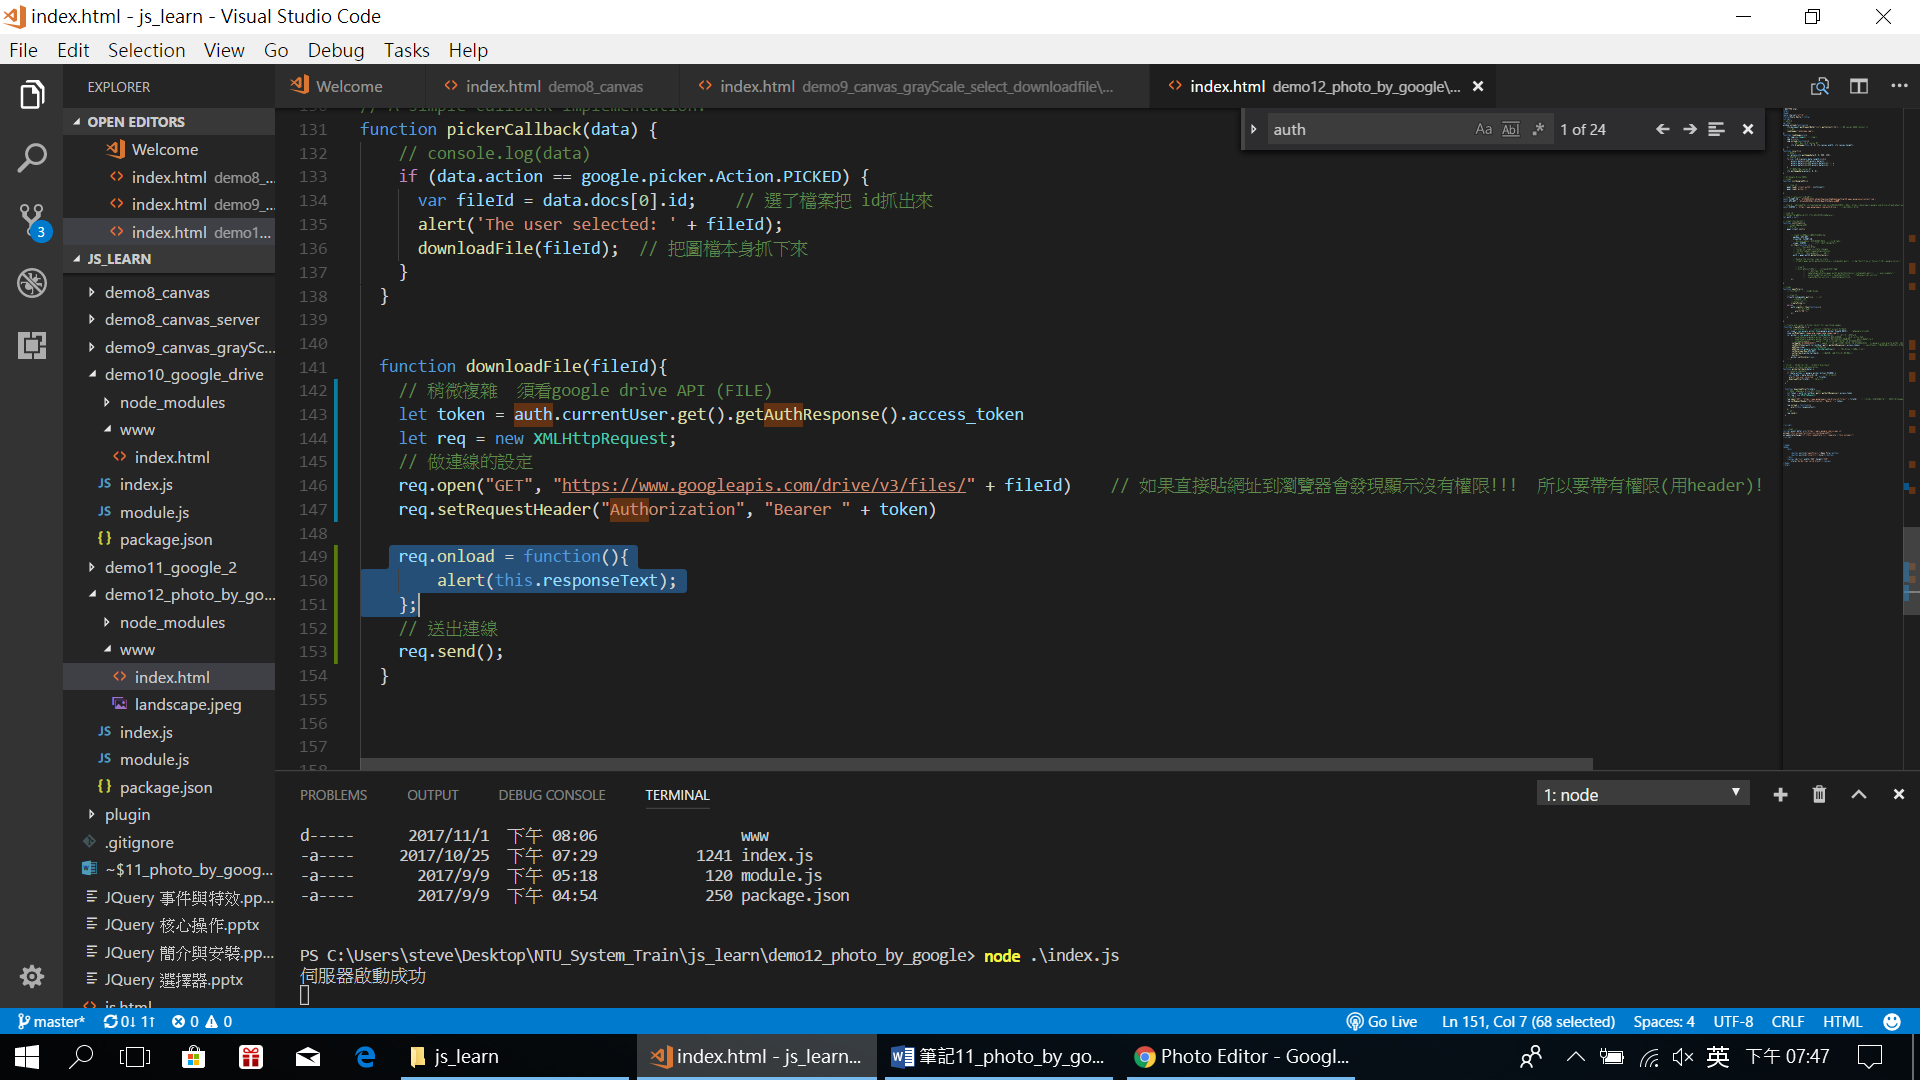 index.html - js_learn - Visual Studio Code
File Edit Selection View Go Debug Tasks Help
EXPLORER
OPEN EDITORS
Welcome
index.html demo8_...
index.html demo9_...
index.html demo1...
JS_LEARN
demo8_canvas
demo8_canvas_server
demo9_canvas_graySc...
demo10_google_drive
node_modules
www
index.html
JS index.js
JS module.js
{} package.json
demo11_google_2
demo12_photo_by_go...
node_modules
www
index.html
landscape.jpeg
JS index.js
JS module.js
{} package.json
plugin
.gitignore
~$11_photo_by_goog...
JQuery 事件與特效.pp...
JQuery 核心操作.pptx
JQuery 簡介與安裝.pp...
JQuery 選擇器.pptx
js.html
Welcome
index.html demo8_canvas
index.html demo9_canvas_grayScale_select_downloadfile\...
index.html demo12_photo_by_google\...
auth Aa Abl .* 1 of 24
130 // A simple callback implementation.
131 function pickerCallback(data) {
132 // console.log(data)
133 if (data.action == google.picker.Action.PICKED) {
134 var fileId = data.docs[0].id; // 選了檔案把 id抓出來
135 alert('The user selected: ' + fileId);
136 downloadFile(fileId); // 把圖檔本身抓下來
137 }
138 }
139
140
141 function downloadFile(fileId){
142 // 稍微複雜 須看google drive API (FILE)
143 let token = auth.currentUser.get().getAuthResponse().access_token
144 let req = new XMLHttpRequest;
145 // 做連線的設定
146 req.open("GET", "https://www.googleapis.com/drive/v3/files/" + fileId) // 如果直接貼網址到瀏覽器會發現顯示沒有權限!!! 所以要帶有權限(用header)!
147 req.setRequestHeader("Authorization", "Bearer " + token)
148
149 req.onload = function(){
150 alert(this.responseText);
151 };
152 // 送出連線
153 req.send();
154 }
155
156
157
158
PROBLEMS OUTPUT DEBUG CONSOLE TERMINAL
1: node
d----- 2017/11/1 下午 08:06 www
-a---- 2017/10/25 下午 07:29 1241 index.js
-a---- 2017/9/9 下午 05:18 120 module.js
-a---- 2017/9/9 下午 04:54 250 package.json
PS C:\Users\steve\Desktop\NTU_System_Train\js_learn\demo12_photo_by_google> node .\index.js
伺服器啟動成功
3
master* 0↓ 1↑ 0 0
Go Live Ln 151, Col 7 (68 selected) Spaces: 4 UTF-8 CRLF HTML
js_learn
index.html - js_learn...
筆記11_photo_by_go...
Photo Editor - Googl...
英 下午 07:47